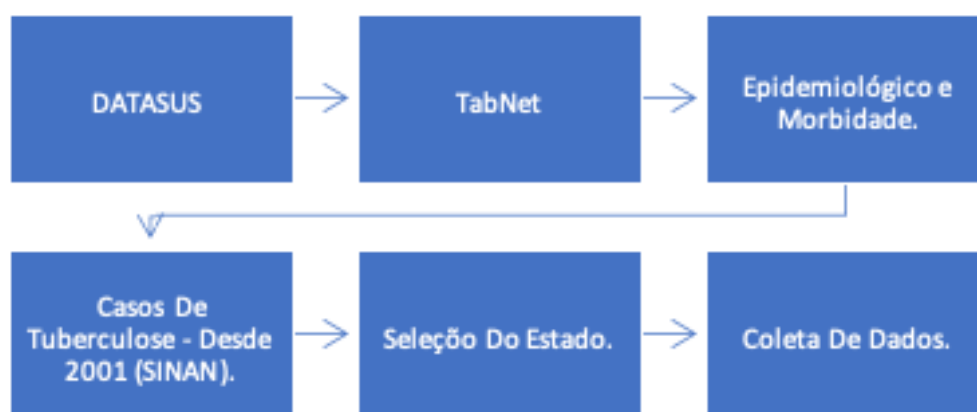 DATASUS
TabNet
Epidemiológico e
Morbidade.
Casos De
Tuberculose - Desde
2001 (SINAN).
Seleção Do Estado.
Coleta De Dados.